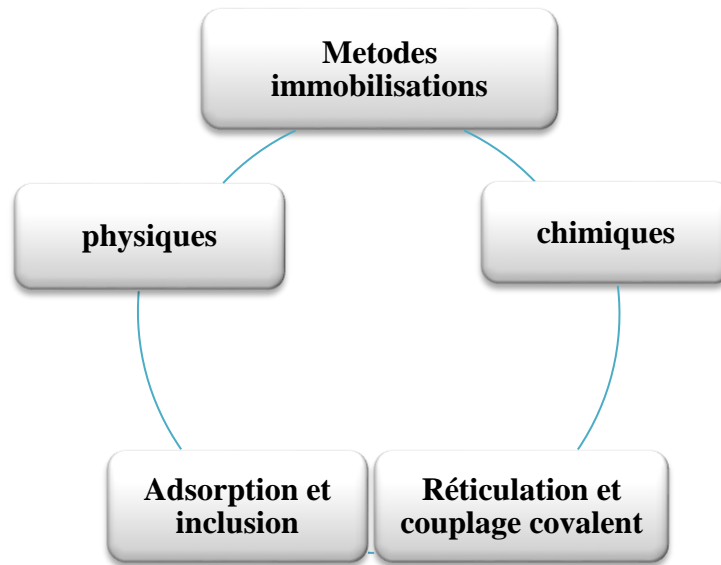 Metodes
immobilisations
physiques
chimiques
Adsorption et
inclusion
Réticulation et
couplage covalent